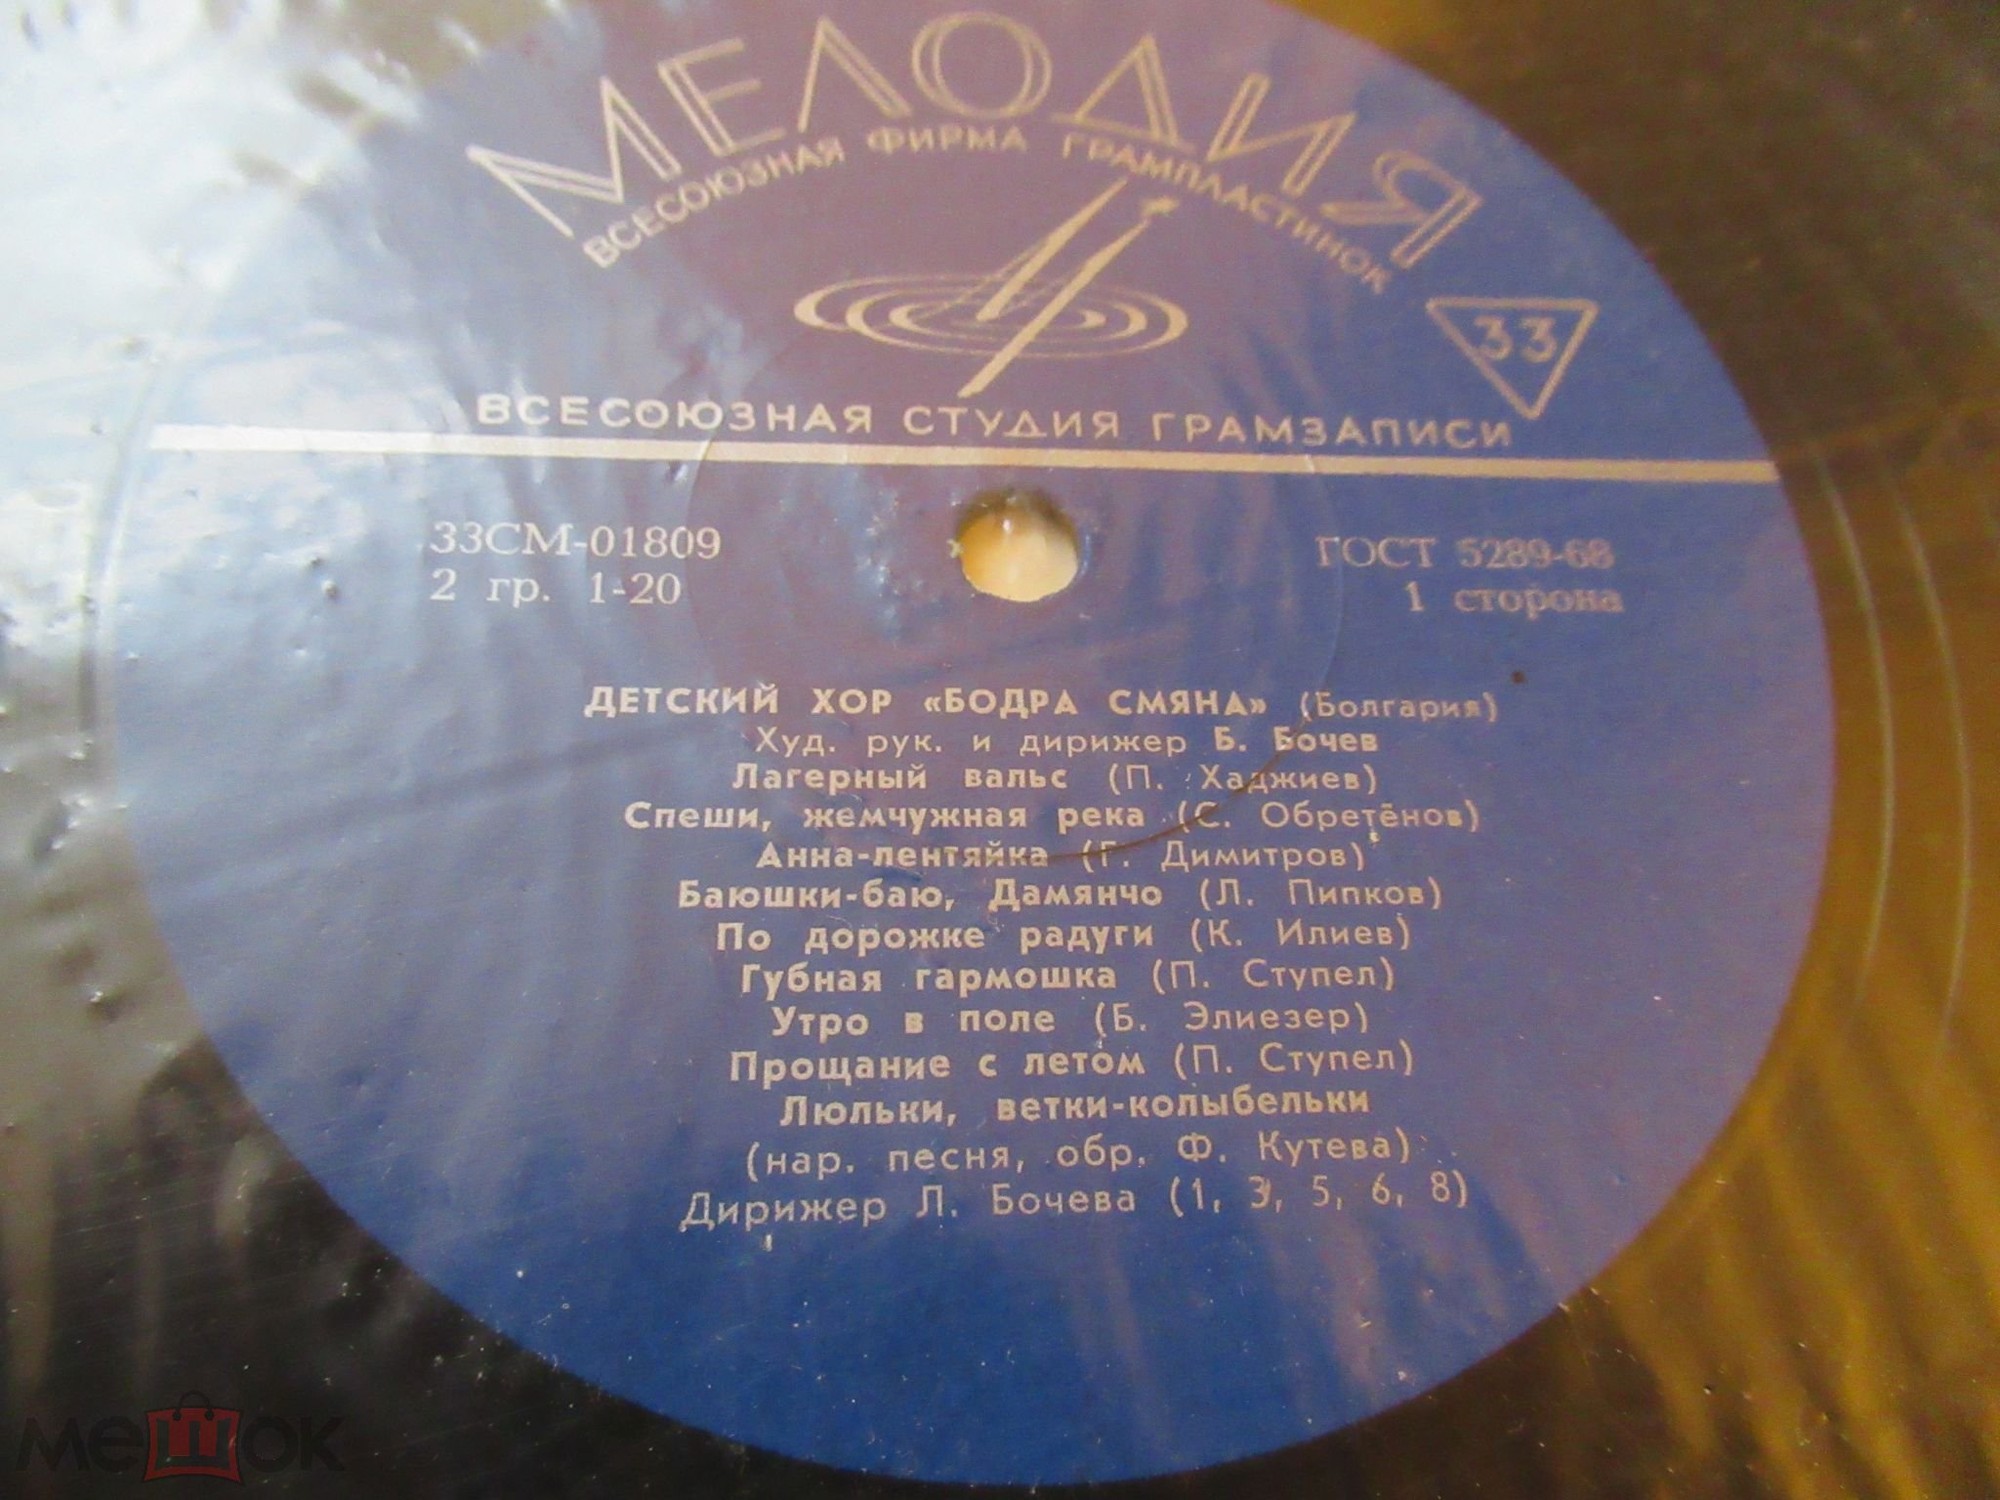 МЕЛОДИЯ
ВСЕСОЮЗНАЯ ФИРМА ГРАМПЛАСТИНОК
33
ВСЕСОЮЗНАЯ СТУДИЯ ГРАМЗАПИСИ
33СМ-01809
2 гр. 1-20
ГОСТ 5289-68
1 сторона
ДЕТСКИЙ ХОР «БОДРА СМЯНА» (Болгария)
Худ. рук. и дирижер Б. Бочев
Лагерный вальс (П. Хаджиев)
Спеши, жемчужная река (С. Обретёнов)
Анна-лентяйка (Г. Димитров)
Баюшки-баю, Дамянчо (Л. Пипков)
По дорожке радуги (К. Илиев)
Губная гармошка (П. Ступел)
Утро в поле (Б. Элиезер)
Прощание с летом (П. Ступел)
Люльки, ветки-колыбельки
(нар. песня, обр. Ф. Кутева)
Дирижер Л. Бочева (1, 3, 5, 6, 8)
мешок